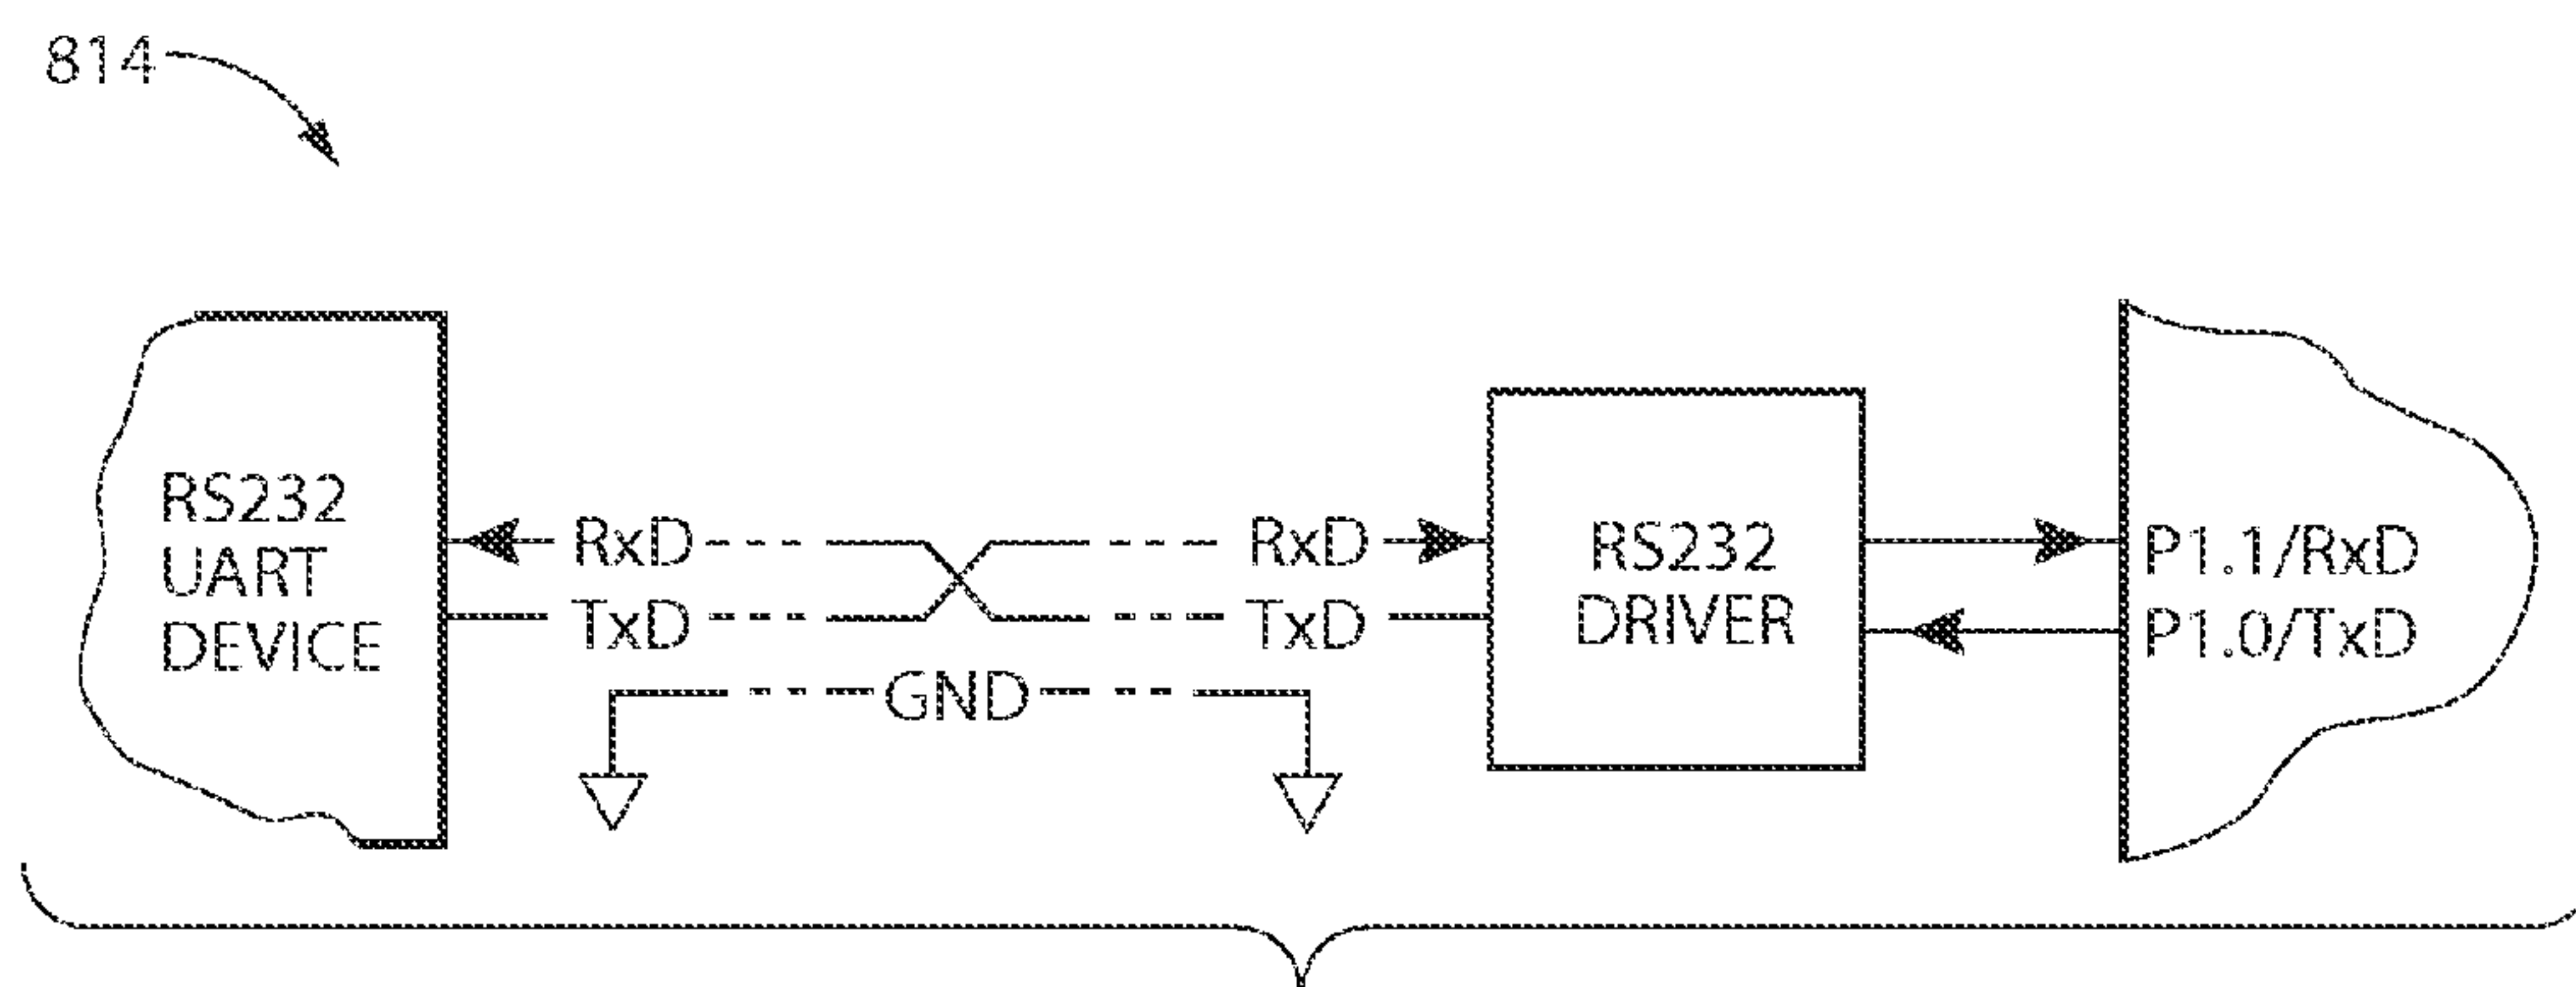 814
RS232
UART
DEVICE
RxD
TxD
GND
RxD
TxD
RS232
DRIVER
P1.1/RxD
P1.0/TxD